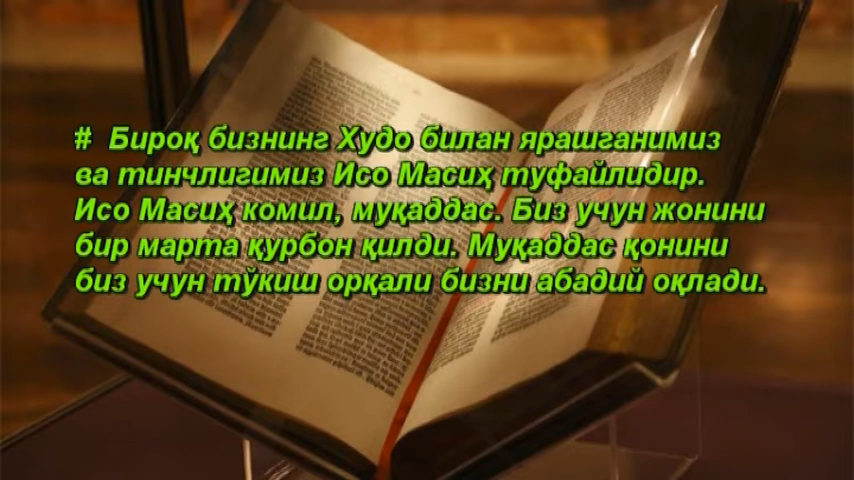 # Бироқ бизнинг Худо билан ярашганимиз
ва тинчлигимиз Исо Масиҳ туфайлидир.
Исо Масиҳ комил, муқаддас. Биз учун жонини
бир марта қурбон қилди. Муқаддас қонини
биз учун тўкиш орқали бизни абадий оқлади.